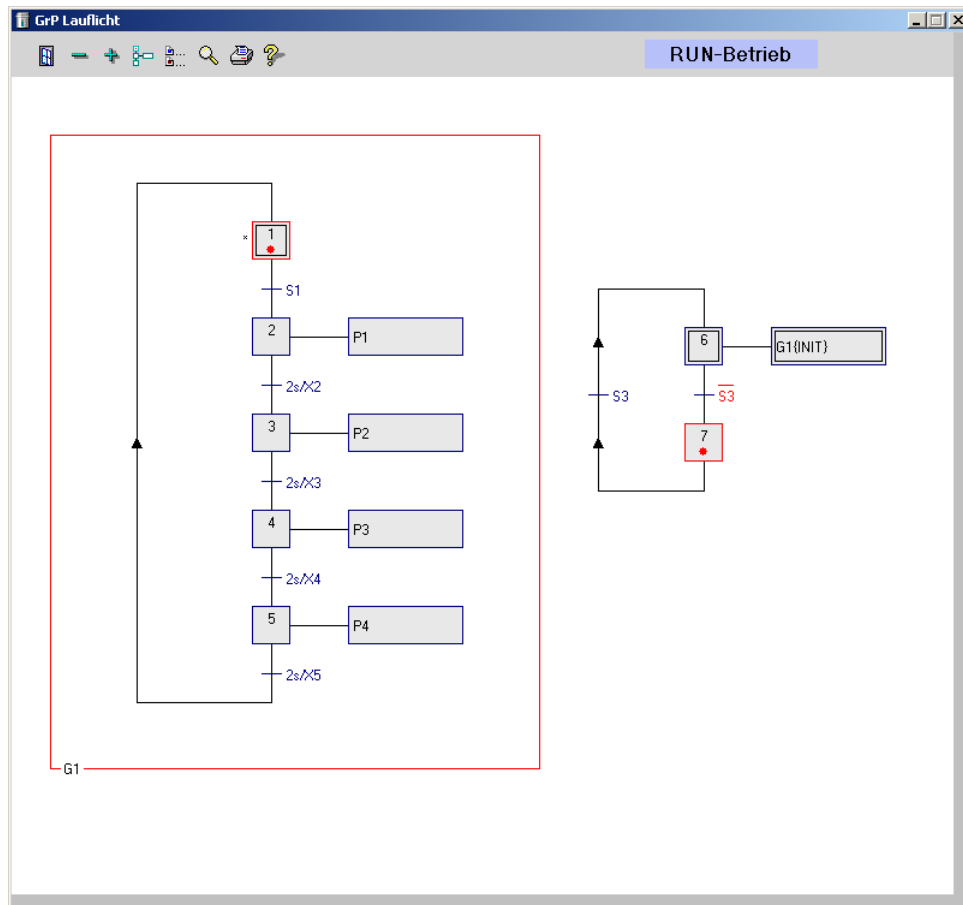 GrP Lauflicht
RUN-Betrieb
1
S1
2
P1
2s/X2
3
P2
2s/X3
4
P3
2s/X4
5
P4
2s/X5
G1
6
G1{INIT}
S3
S̅3̅
7